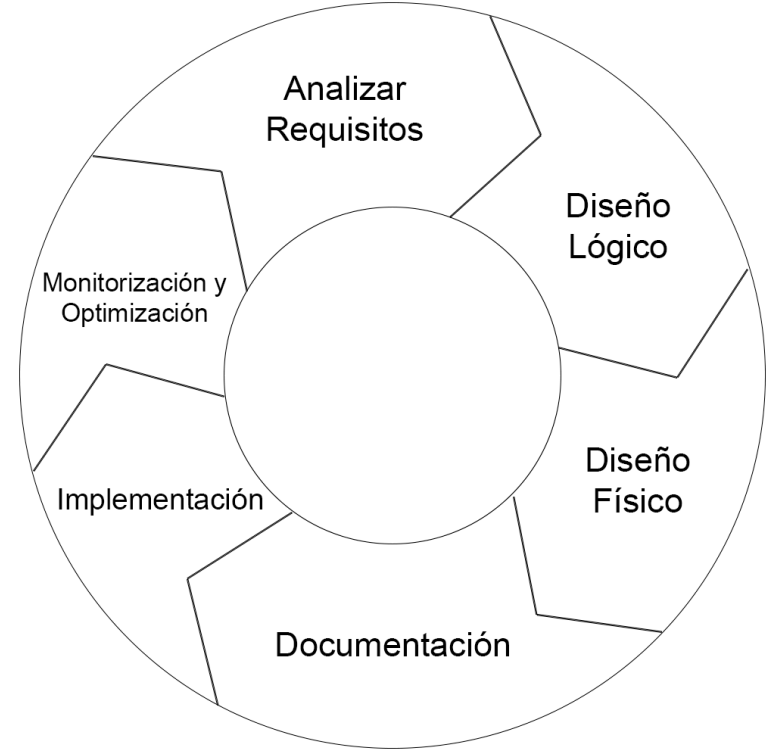 Analizar
Requisitos
Diseño
Lógico
Diseño
Físico
Documentación
Implementación
Monitorización y
Optimización